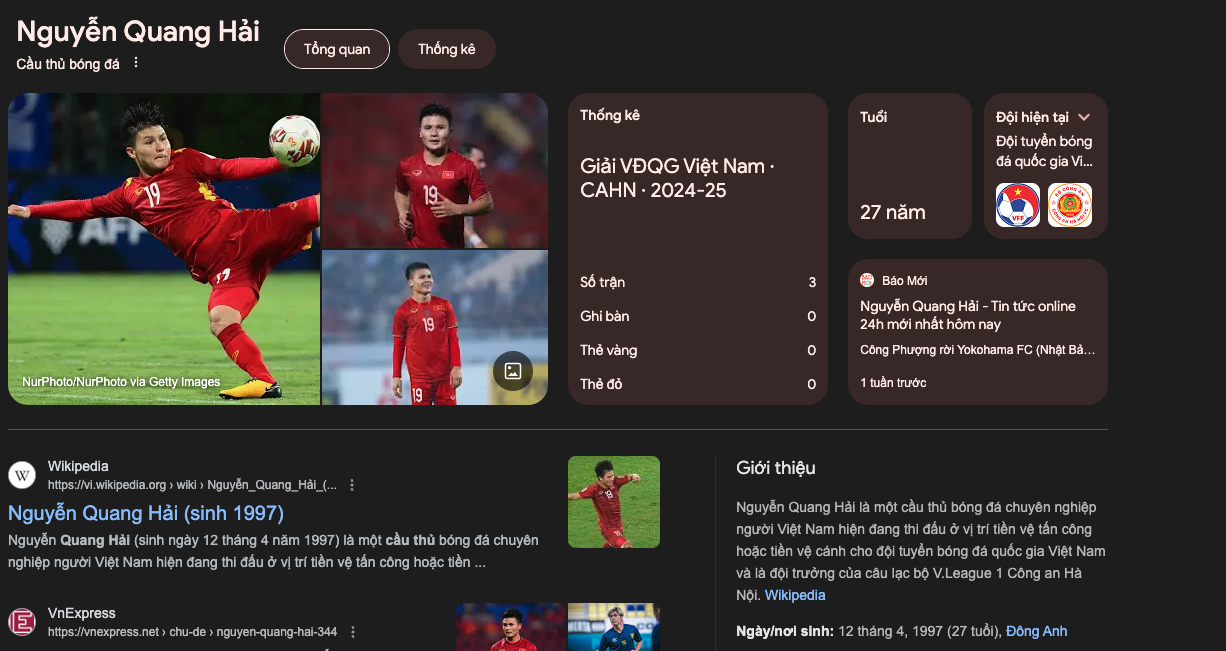 Nguyễn Quang Hải
Cầu thủ bóng đá
Tổng quan
Thống kê
19
AFF
NurPhoto/NurPhoto via Getty Images
19
19
19
Thống kê
Giải VĐQG Việt Nam ·
CAHN · 2024-25
Số trận 3
Ghi bàn 0
Thẻ vàng 0
Thẻ đỏ 0
Tuổi
27 năm
Đội hiện tại
Đội tuyển bóng
đá quốc gia Vi...
VFF
BỘ CÔNG AN
Báo Mới
Nguyễn Quang Hải - Tin tức online
24h mới nhất hôm nay
Công Phượng rời Yokohama FC (Nhật Bả...
1 tuần trước
W
Wikipedia
https://vi.wikipedia.org › wiki › Nguyễn_Quang_Hải_(...
Nguyễn Quang Hải (sinh 1997)
Nguyễn Quang Hải (sinh ngày 12 tháng 4 năm 1997) là một cầu thủ bóng đá chuyên
nghiệp người Việt Nam hiện đang thi đấu ở vị trí tiền vệ tấn công hoặc tiền ...
19
E
VnExpress
https://vnexpress.net › chu-de › nguyen-quang-hai-344
Giới thiệu
Nguyễn Quang Hải là một cầu thủ bóng đá chuyên nghiệp
người Việt Nam hiện đang thi đấu ở vị trí tiền vệ tấn công
hoặc tiền vệ cánh cho đội tuyển bóng đá quốc gia Việt Nam
và là đội trưởng của câu lạc bộ V.League 1 Công an Hà
Nội. Wikipedia
Ngày/nơi sinh: 12 tháng 4, 1997 (27 tuổi), Đông Anh